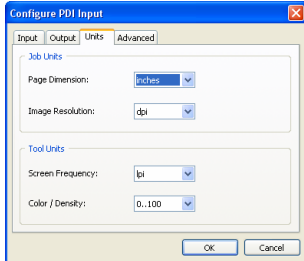 Configure PDI Input
Input Output Units Advanced
Job Units
Page Dimension: inches
Image Resolution: dpi
Tool Units
Screen Frequency: lpi
Color / Density: 0..100
OK Cancel